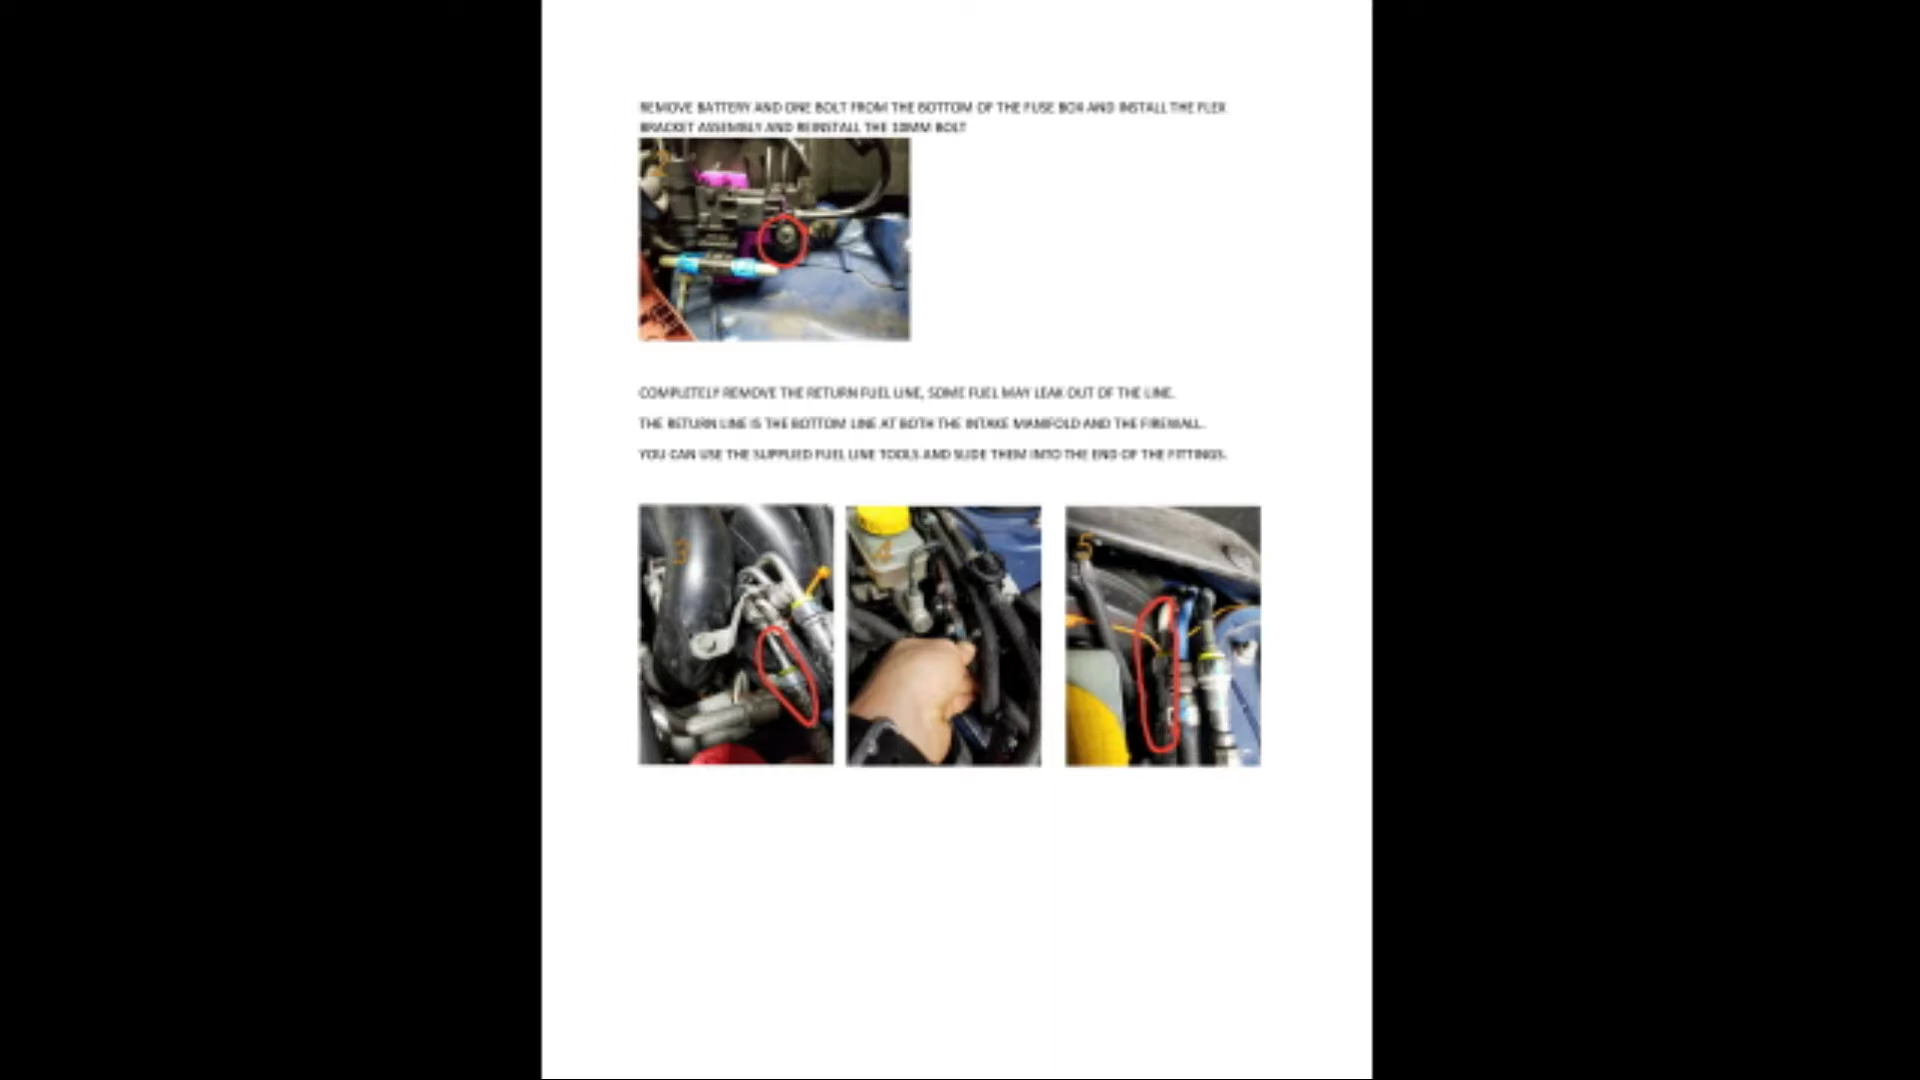 REMOVE BATTERY AND ONE BOLT FROM THE BOTTOM OF THE FUSE BOX AND INSTALL THE FLEX
BRACKET ASSEMBLY AND REINSTALL THE 10MM BOLT
2
COMPLETELY REMOVE THE RETURN FUEL LINE, SOME FUEL MAY LEAK OUT OF THE LINE.
THE RETURN LINE IS THE BOTTOM LINE AT BOTH THE INTAKE MANIFOLD AND THE FIREWALL.
YOU CAN USE THE SUPPLIED FUEL LINE TOOLS AND SLIDE THEM INTO THE END OF THE FITTINGS.
3
4
5